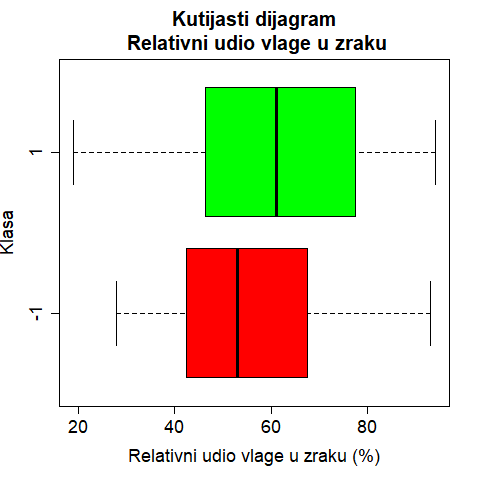 Kutijasti dijagram
Relativni udio vlage u zraku
Klasa
1
-1
20 40 60 80
Relativni udio vlage u zraku (%)